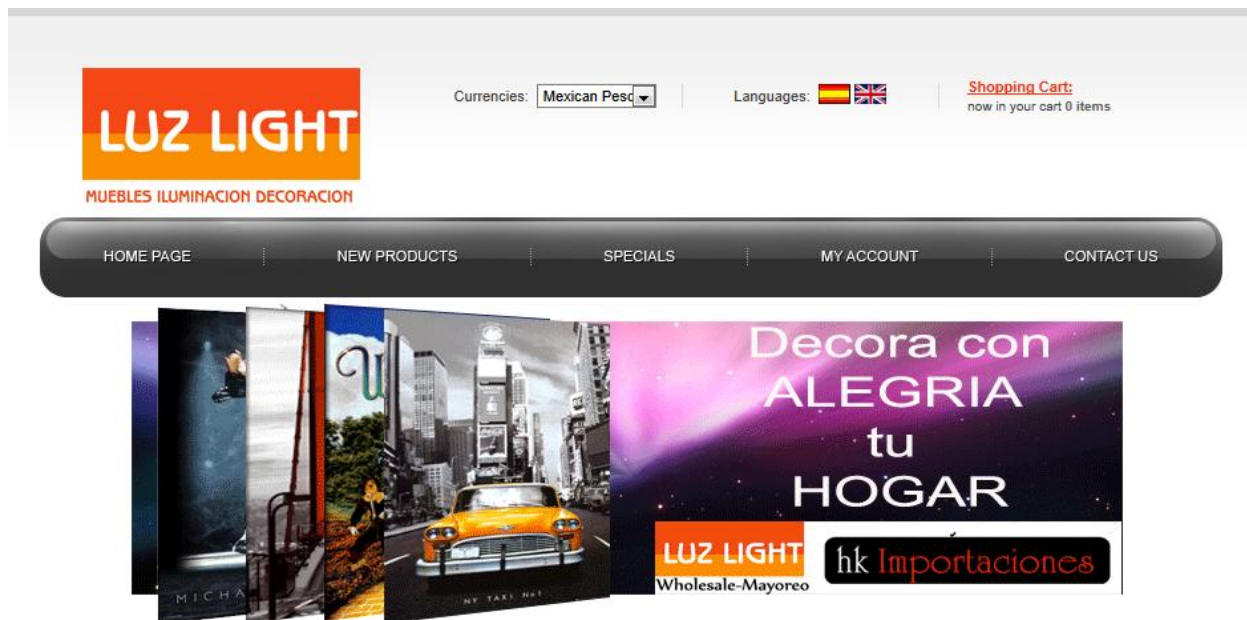 LUZ LIGHT
MUEBLES ILUMINACION DECORACION
Currencies:
Languages:
Shopping Cart:
now in your cart 0 items
HOME PAGE
NEW PRODUCTS
SPECIALS
MY ACCOUNT
CONTACT US
Decora con
ALEGRIA
tu
HOGAR
NY TAXI No1
LUZ LIGHT
Wholesale-Mayoreo
hk Importaciones